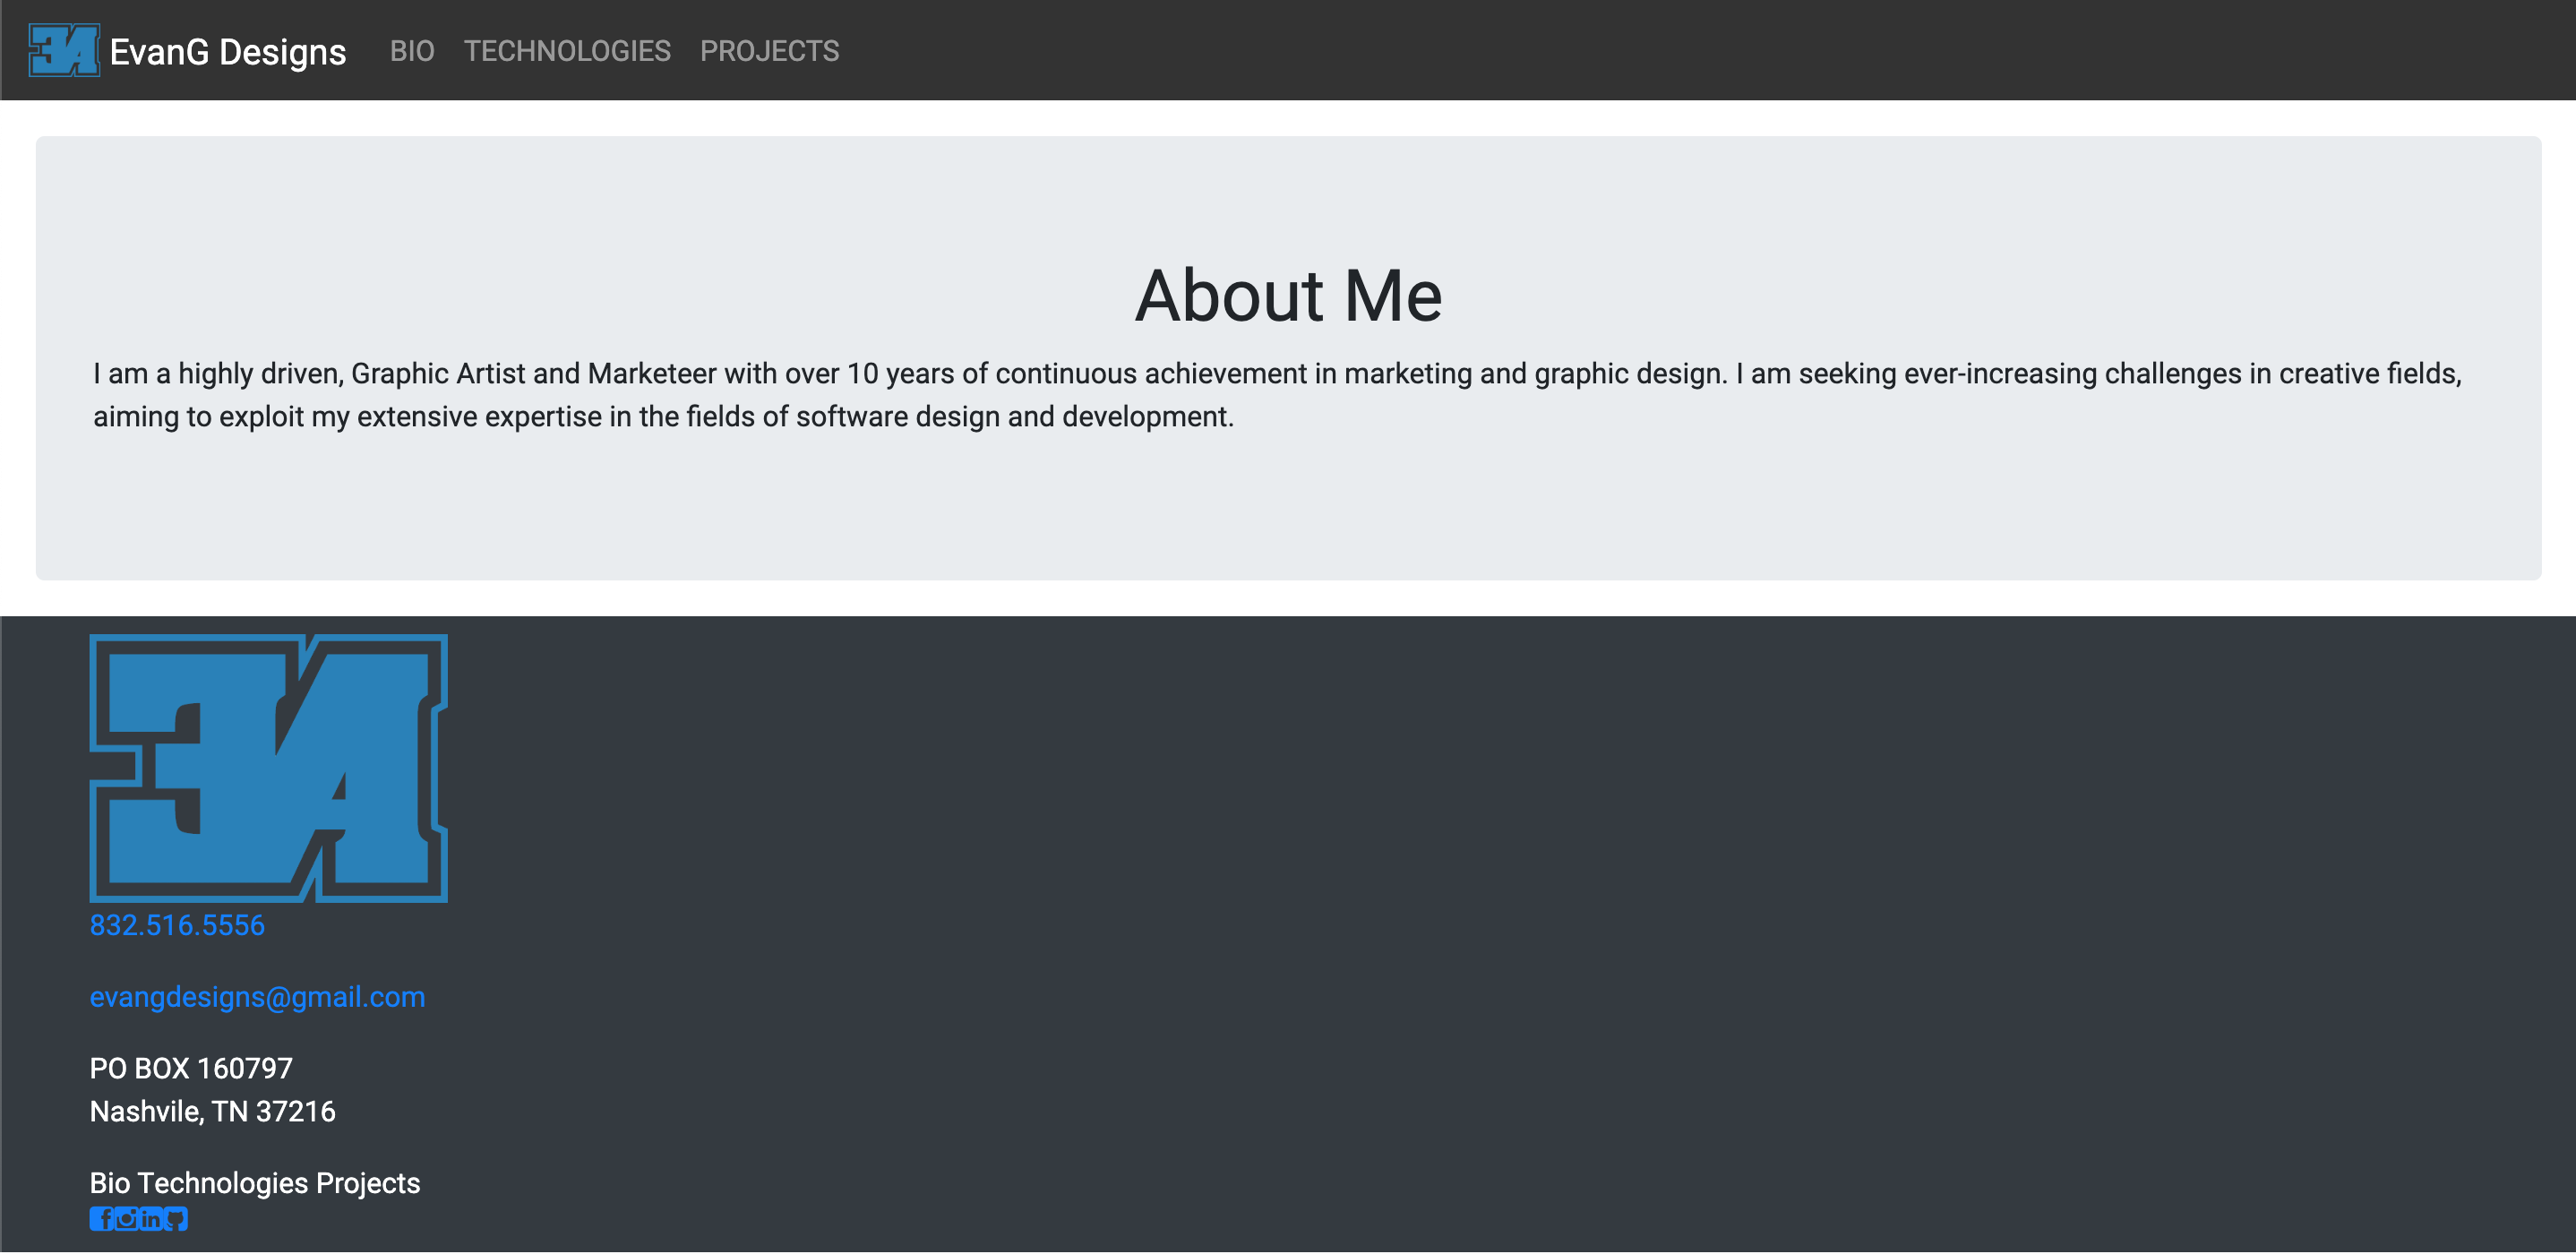 EvanG Designs BIO TECHNOLOGIES PROJECTS
About Me
I am a highly driven, Graphic Artist and Marketeer with over 10 years of continuous achievement in marketing and graphic design. I am seeking ever-increasing challenges in creative fields,
aiming to exploit my extensive expertise in the fields of software design and development.
832.516.5556
evangdesigns@gmail.com
PO BOX 160797
Nashvile, TN 37216
Bio Technologies Projects